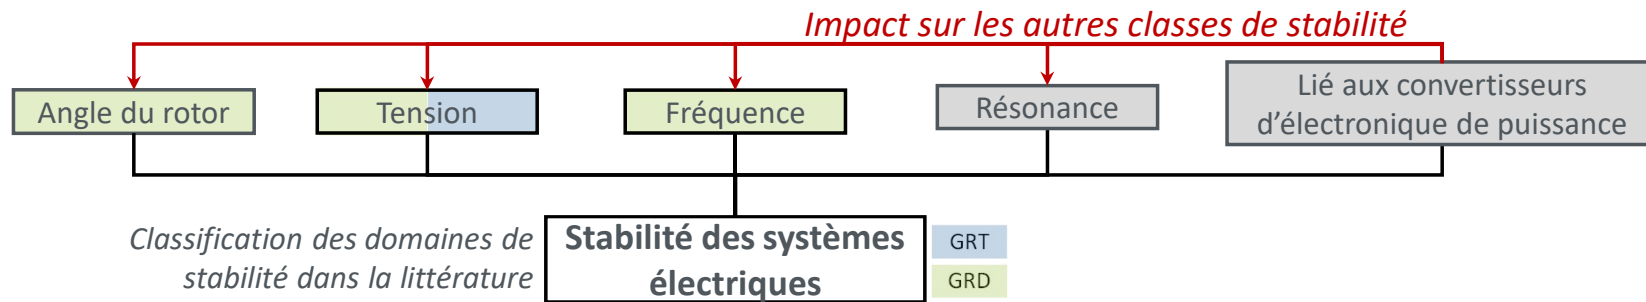 Impact sur les autres classes de stabilité
Angle du rotor
Tension
Fréquence
Résonance
Lié aux convertisseurs
d'électronique de puissance
Classification des domaines de
stabilité dans la littérature
Stabilité des systèmes
électriques
GRT
GRD